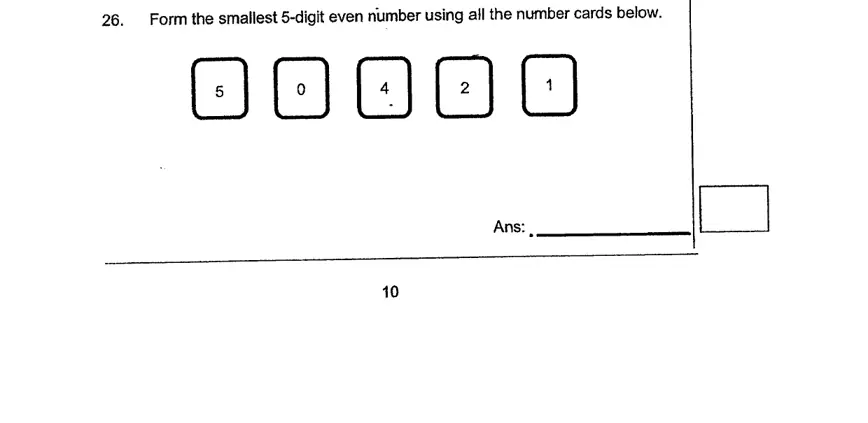 26. Form the smallest 5-digit even number using all the number cards below.
5 0 4 2 1
Ans:
10